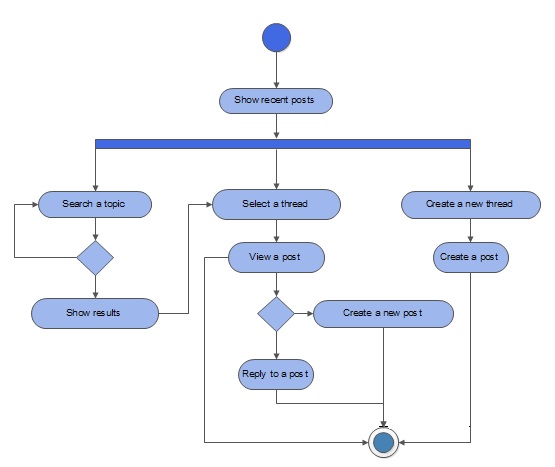 Show recent posts
Search a topic
Select a thread
Create a new thread
View a post
Create a post
Show results
Create a new post
Reply to a post